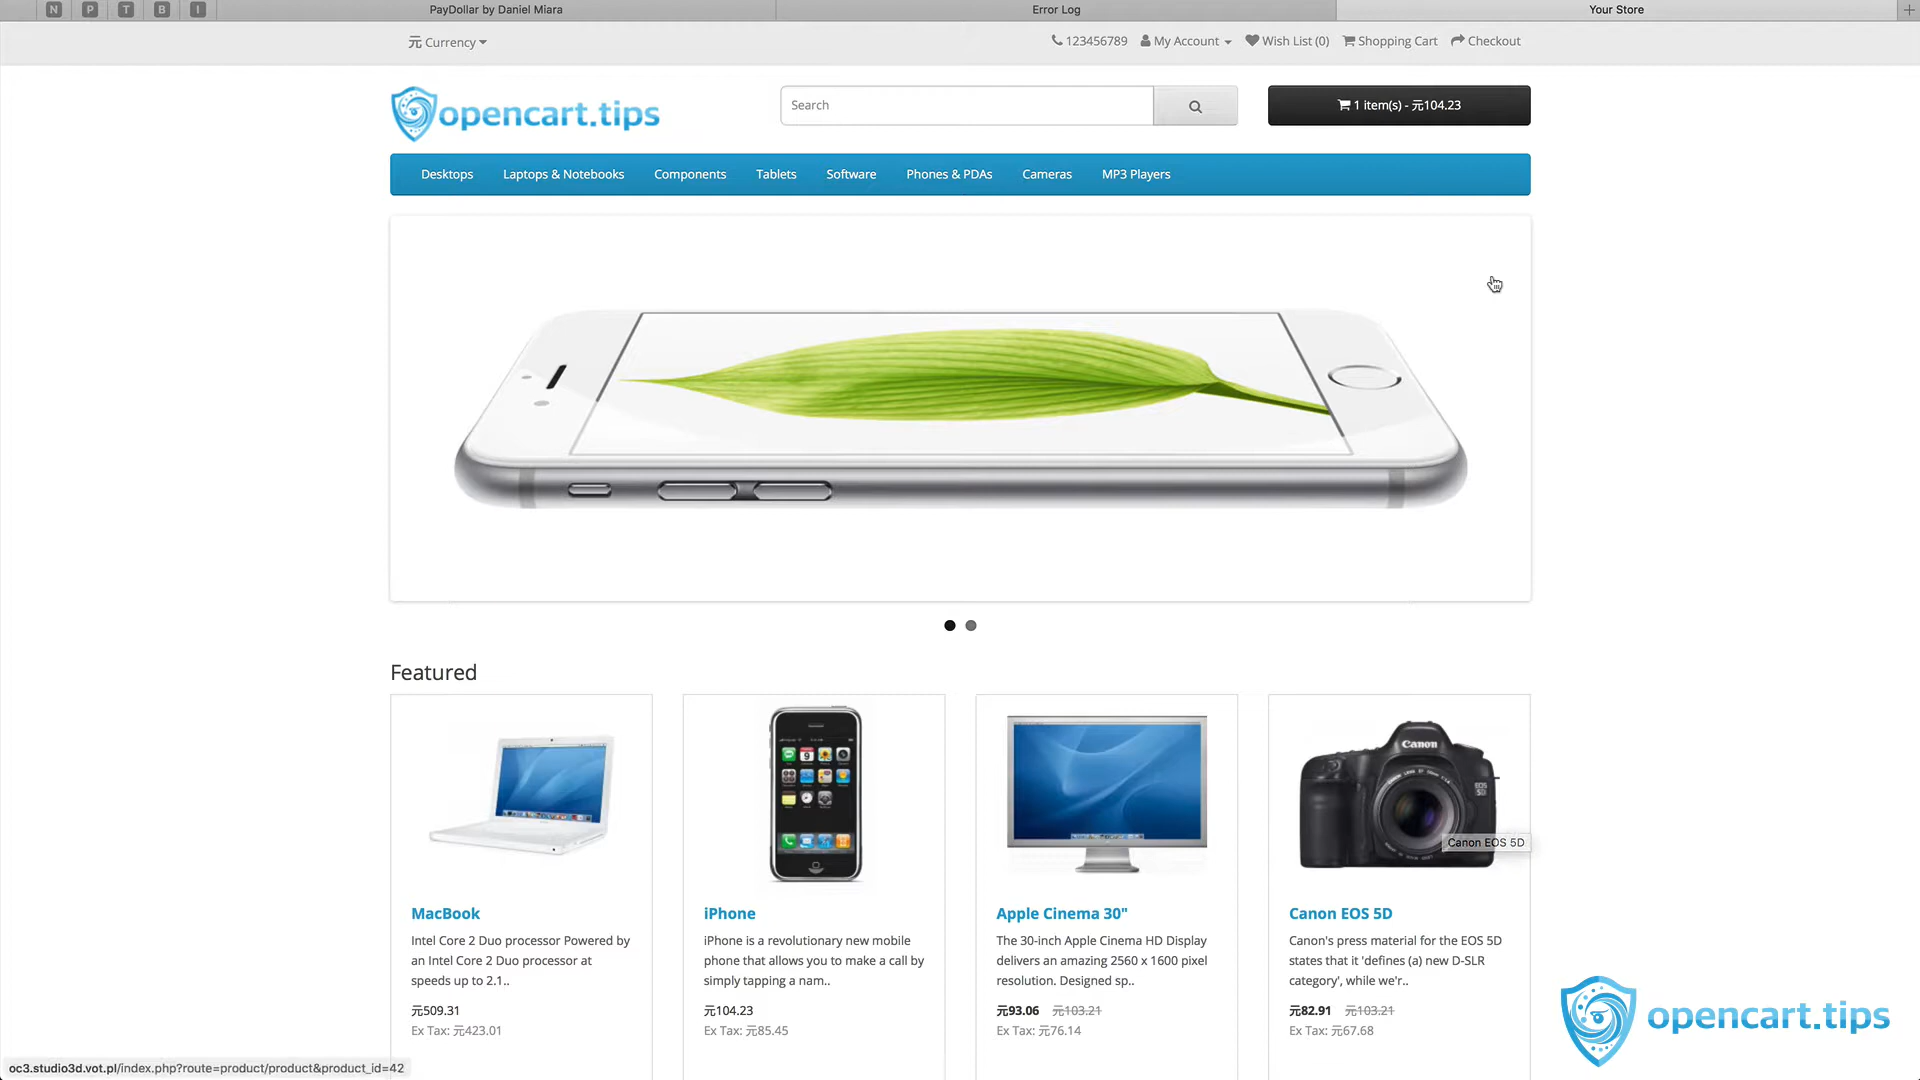 N P T B I PayDollar by Daniel Miara Error Log Your Store
元 Currency 123456789 My Account Wish List (0) Shopping Cart Checkout
opencart.tips Search 1 item(s) - 元104.23
Desktops Laptops & Notebooks Components Tablets Software Phones & PDAs Cameras MP3 Players
Featured
Canon
EOS 5D
Canon EOS 5D
MacBook
Intel Core 2 Duo processor Powered by
an Intel Core 2 Duo processor at
speeds up to 2.1..
元509.31
Ex Tax: 元423.01
iPhone
iPhone is a revolutionary new mobile
phone that allows you to make a call by
simply tapping a nam..
元104.23
Ex Tax: 元85.45
Apple Cinema 30"
The 30-inch Apple Cinema HD Display
delivers an amazing 2560 x 1600 pixel
resolution. Designed sp..
元93.06 元103.21
Ex Tax: 元76.14
Canon EOS 5D
Canon's press material for the EOS 5D
states that it 'defines (a) new D-SLR
category', while we'r..
元82.91 元103.21
Ex Tax: 元67.68
opencart.tips
oc3.studio3d.vot.pl/index.php?route=product/product&product_id=42